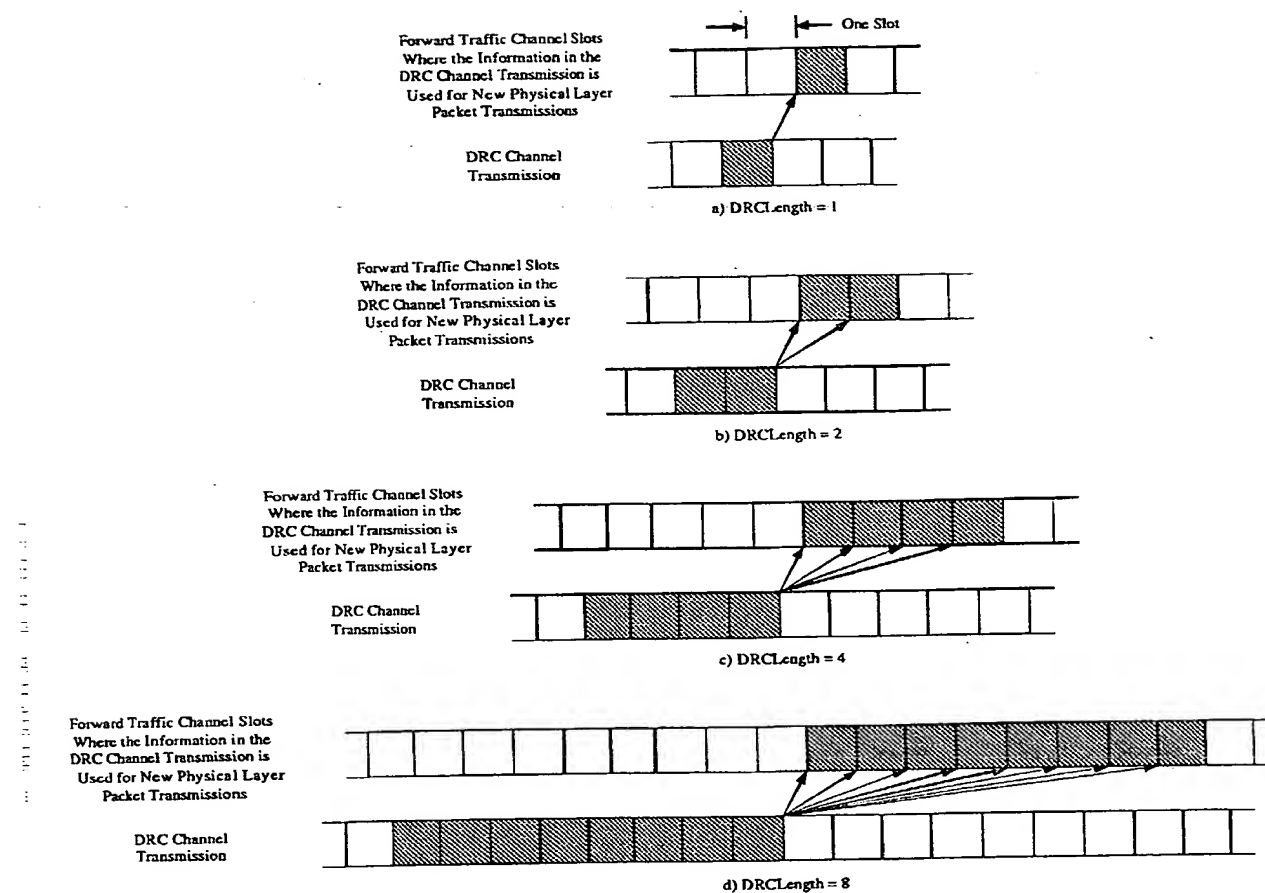 One Slot
Forward Traffic Channel Slots
Where the Information in the
DRC Channel Transmission is
Used for New Physical Layer
Packet Transmissions
DRC Channel
Transmission
a) DRCLength = 1
Forward Traffic Channel Slots
Where the Information in the
DRC Channel Transmission is
Used for New Physical Layer
Packet Transmissions
DRC Channel
Transmission
b) DRCLength = 2
Forward Traffic Channel Slots
Where the Information in the
DRC Channel Transmission is
Used for New Physical Layer
Packet Transmissions
DRC Channel
Transmission
c) DRCLength = 4
Forward Traffic Channel Slots
Where the Information in the
DRC Channel Transmission is
Used for New Physical Layer
Packet Transmissions
DRC Channel
Transmission
d) DRCLength = 8